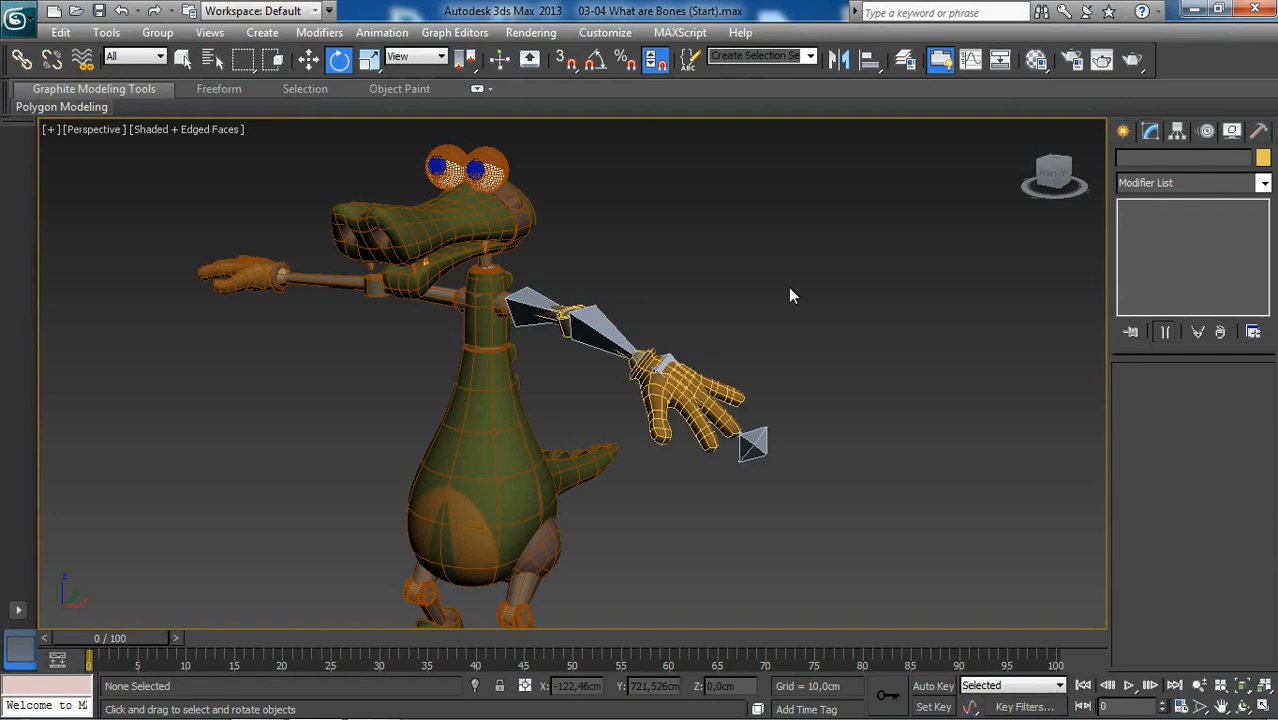 Workspace: Default
Autodesk 3ds Max 2013 03-04 What are Bones (Start).max
Type a keyword or phrase
Edit Tools Group Views Create Modifiers Animation Graph Editors Rendering Customize MAXScript Help
All View 3 Create Selection Se
Graphite Modeling Tools Freeform Selection Object Paint
Polygon Modeling
[+] [Perspective] [Shaded + Edged Faces]
Modifier List
z
0 / 100
0 5 10 15 20 25 30 35 40 45 50 55 60 65 70 75 80 85 90 95 100
None Selected X: -122,46cm Y: 721,526cm Z: 0,0cm Grid = 10,0cm Auto Key Selected
Welcome to M Click and drag to select and rotate objects Add Time Tag Set Key Key Filters... 0